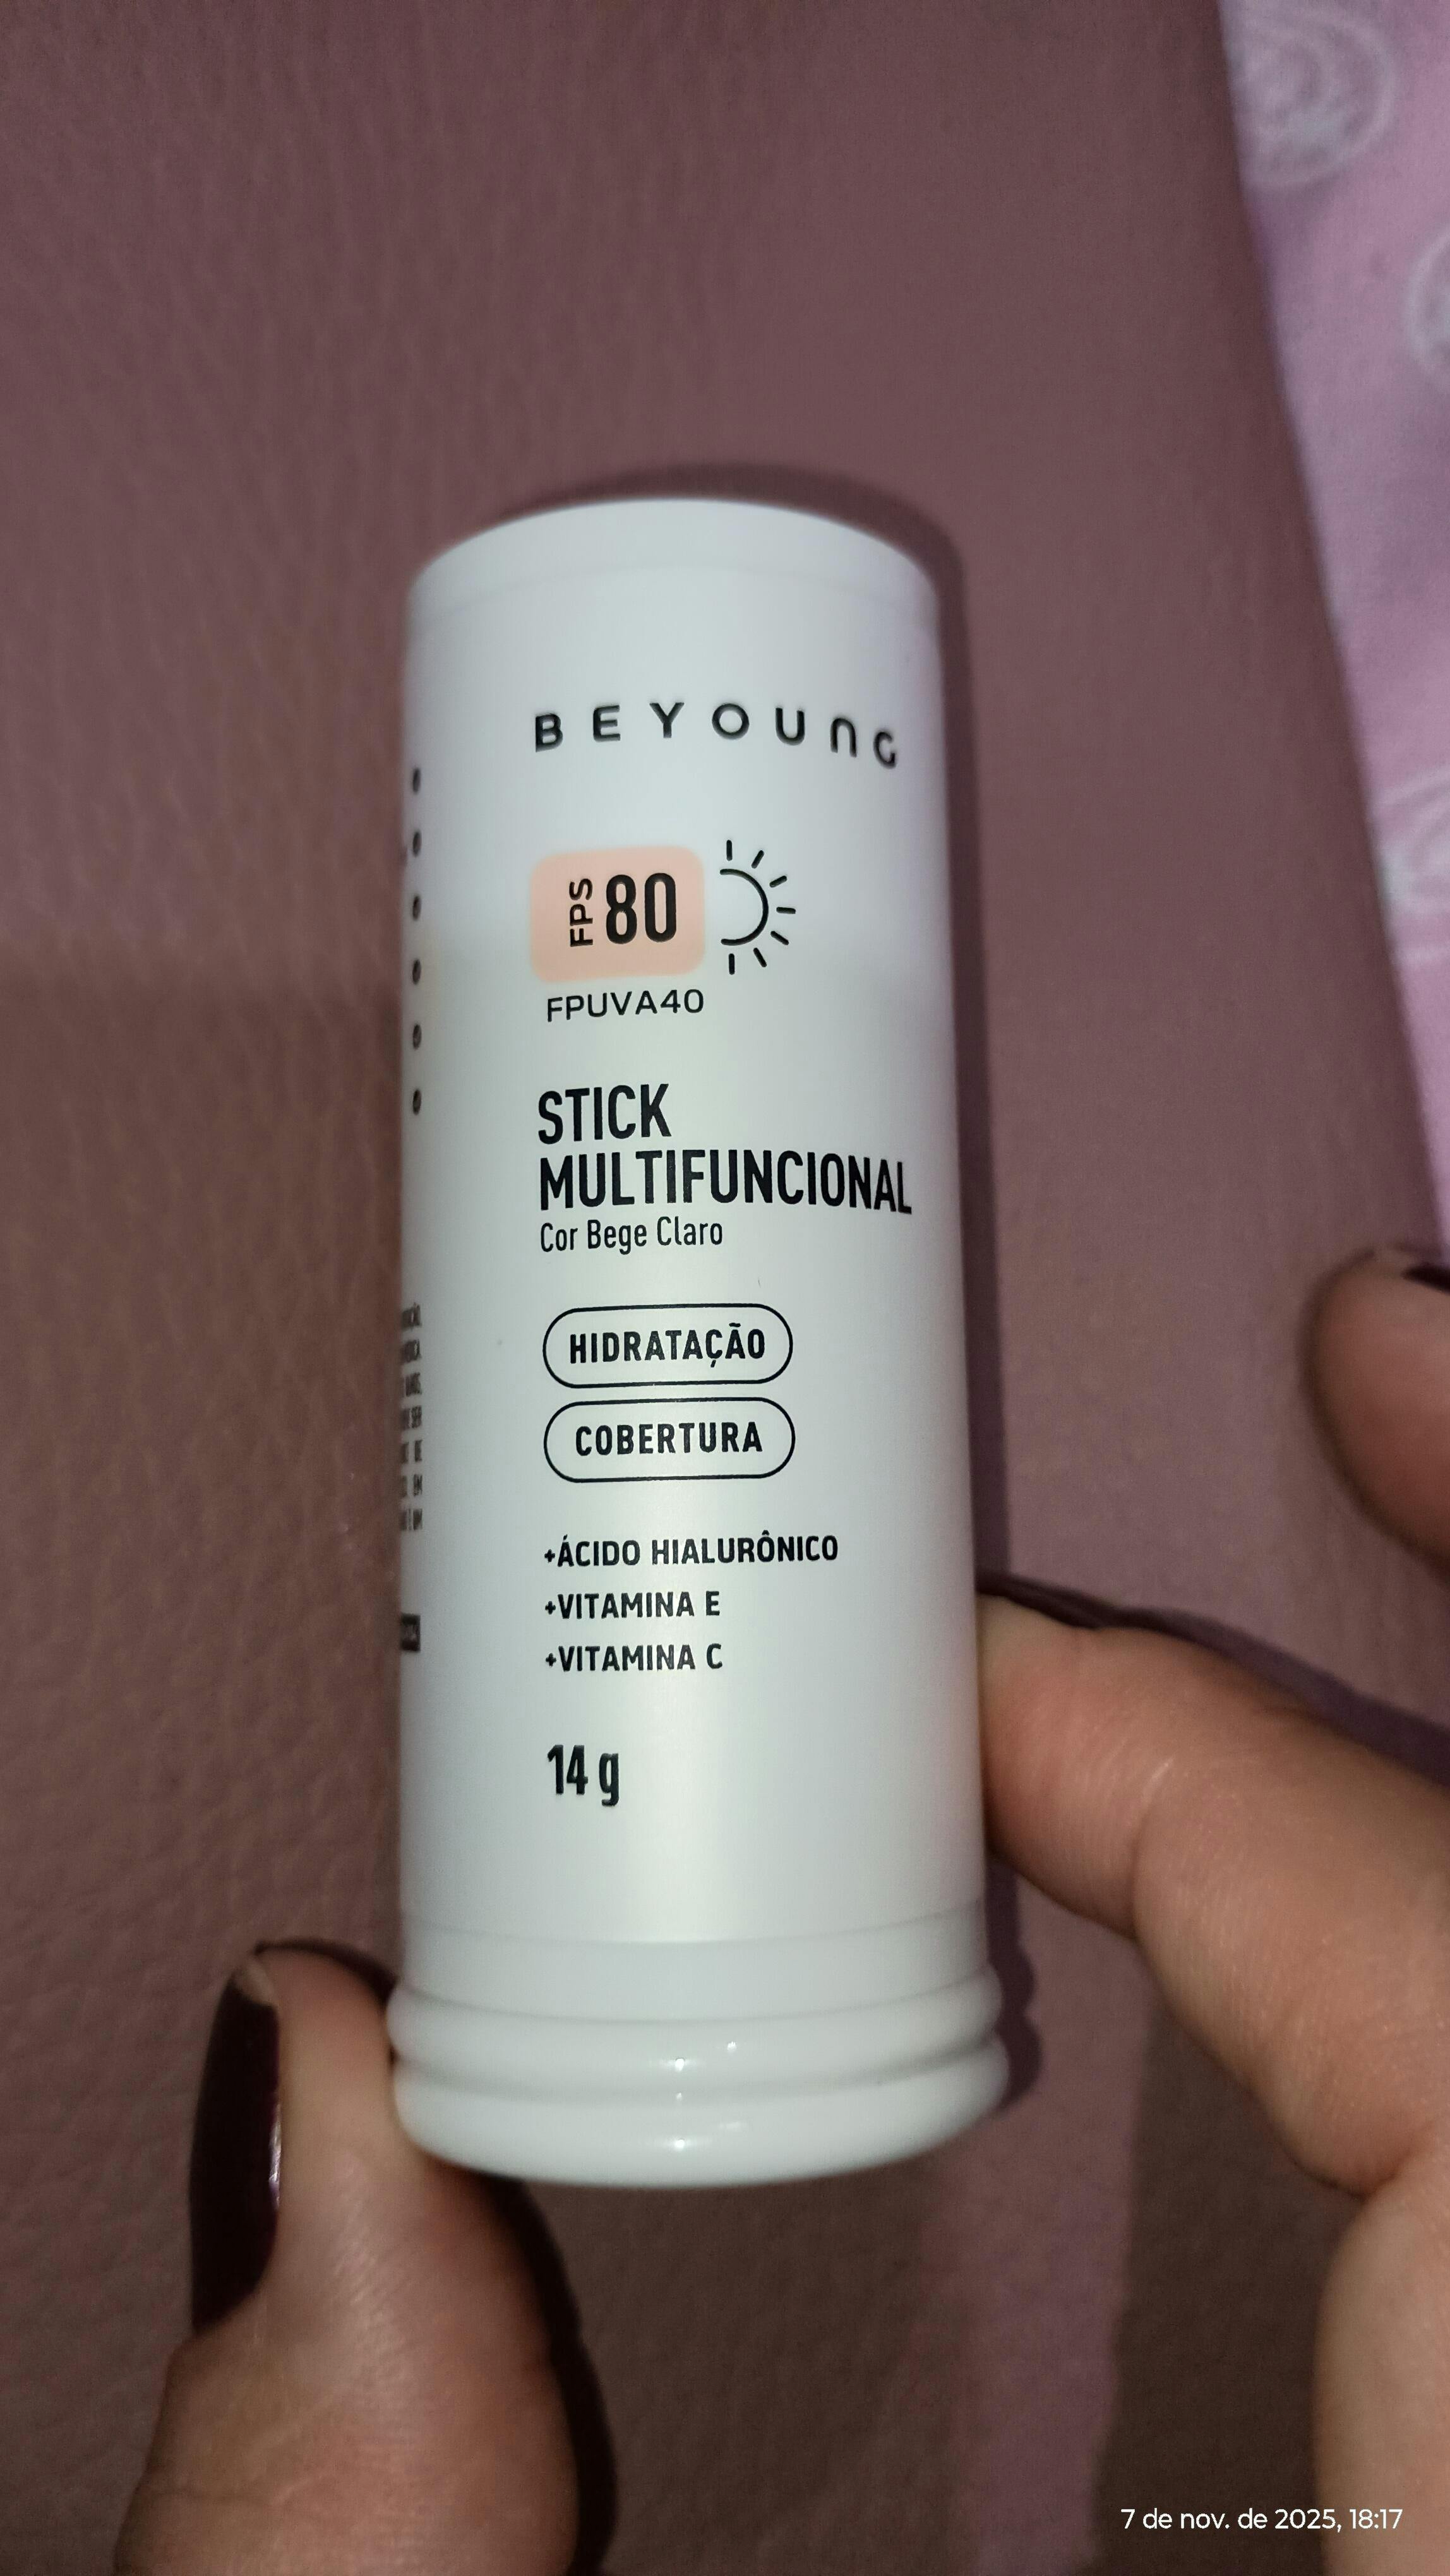 BEYOUNG
FPS 80
FPUVA40
STICK
MULTIFUNCIONAL
Cor Bege Claro
HIDRATAÇÃO
COBERTURA
+ÁCIDO HIALURÔNICO
+VITAMINA E
+VITAMINA C
14 g
7 de nov. de 2025, 18:17